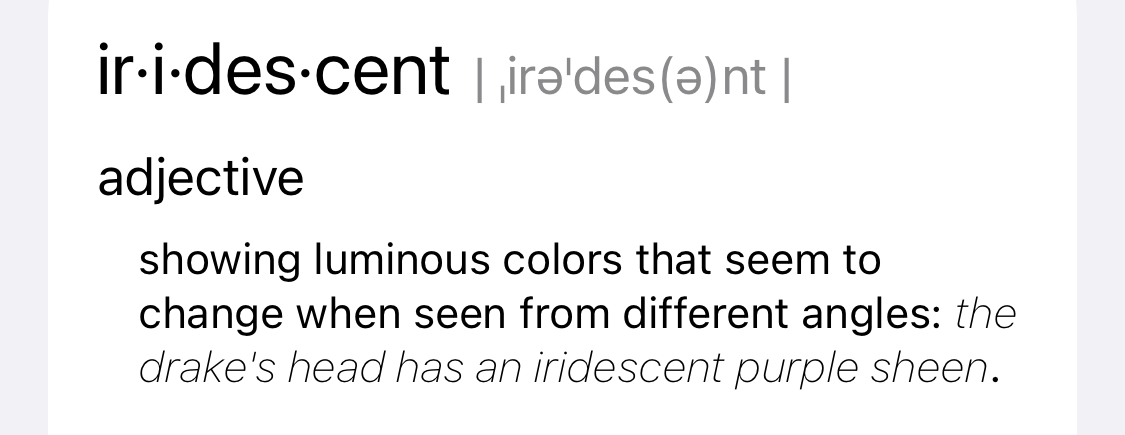 ir·i·des·cent | ˌirəˈdes(ə)nt |
adjective
showing luminous colors that seem to
change when seen from different angles: the
drake's head has an iridescent purple sheen.